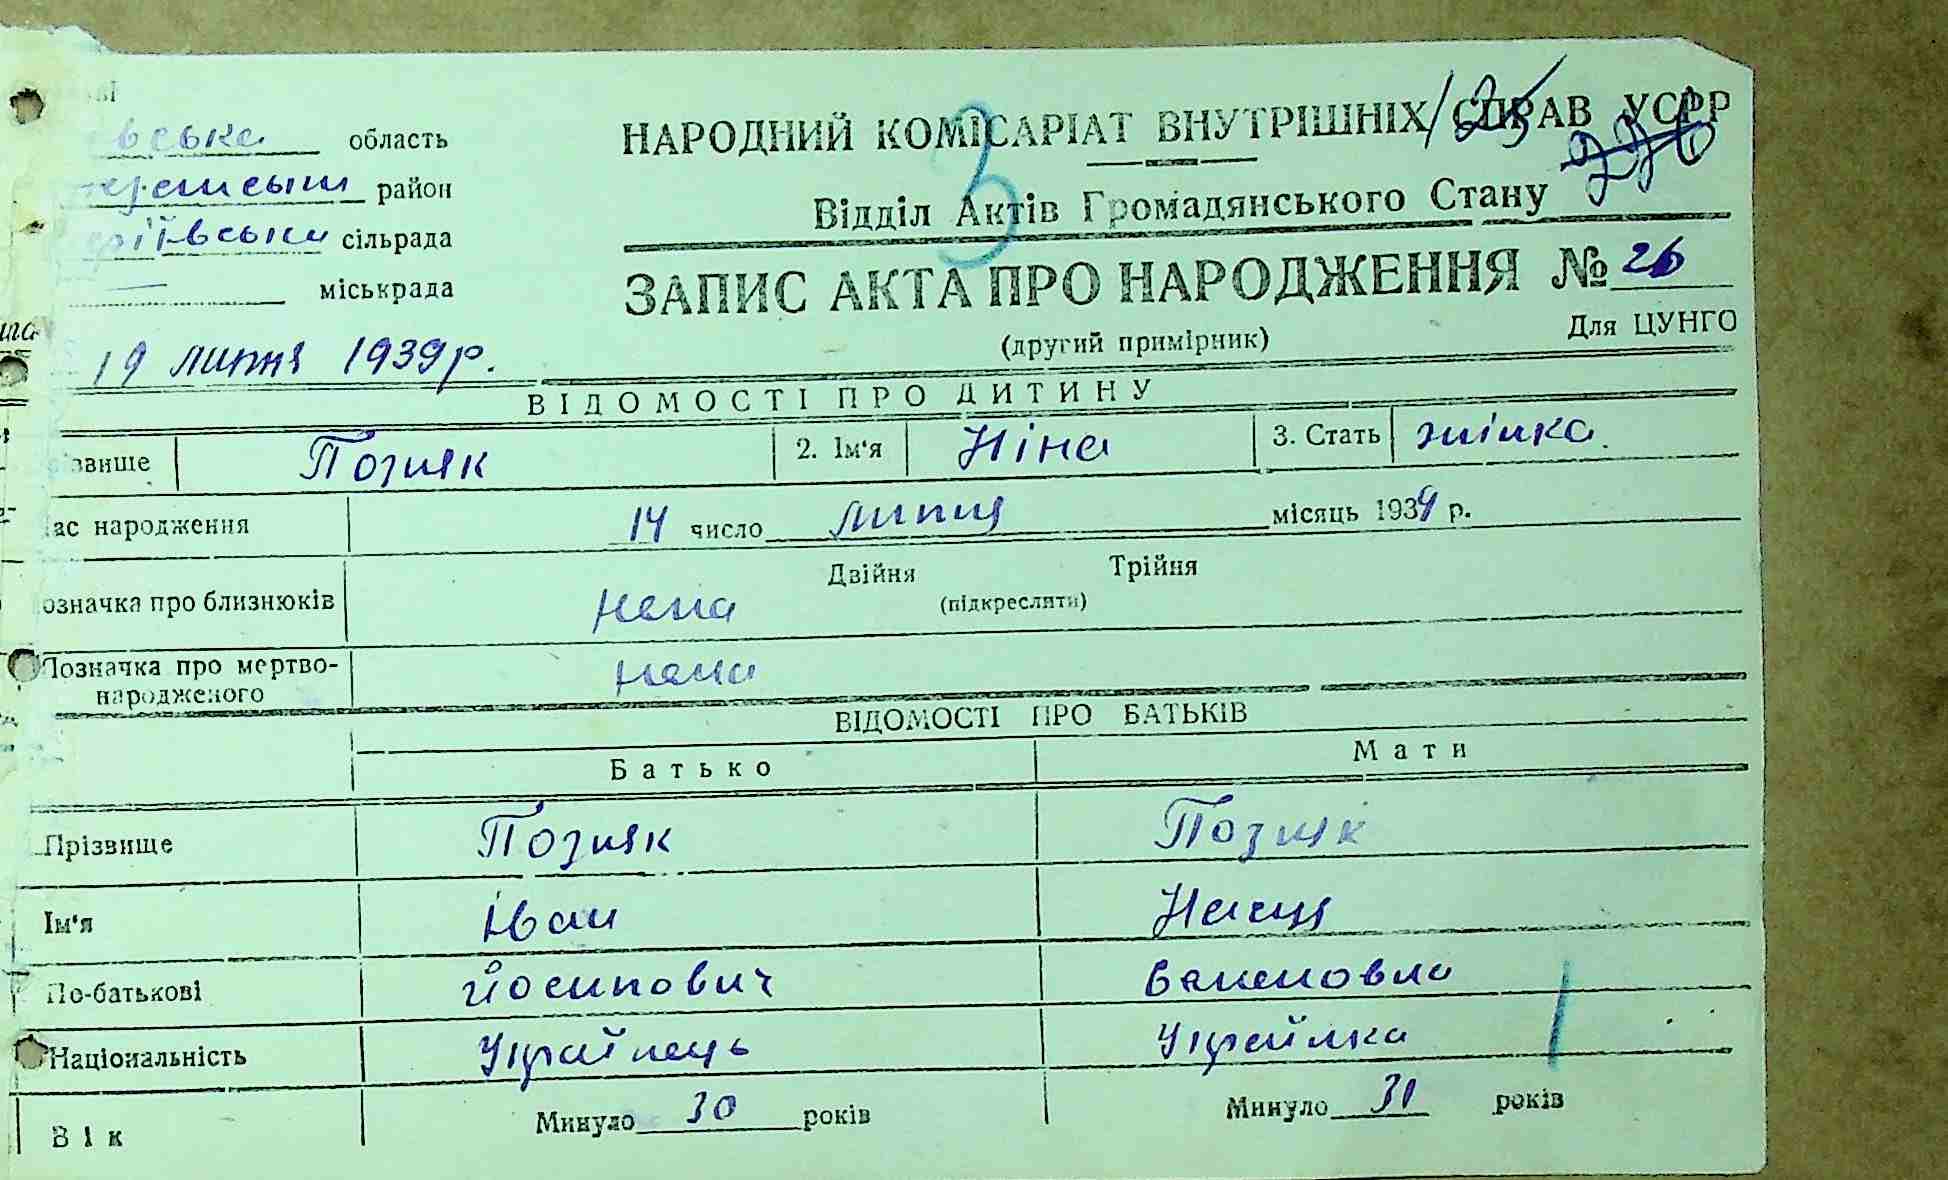 вська область
район
ріївська сільрада
міськрада
19 липня 1939 р.
НАРОДНИЙ КОМІСАРІАТ ВНУТРІШНІХ СПРАВ УСРР
Відділ Актів Громадянського Стану
3
ЗАПИС АКТА ПРО НАРОДЖЕННЯ № 26
(другий примірник) Для ЦУНГО
ВІДОМОСТІ ПРО ДИТИНУ
різвище Позняк 2. Ім'я Ніна 3. Стать жінка
ас народження 14 число липня місяць 1939 р.
означка про близнюків нема Двійня Трійня
(підкреслити)
Позначка про мертво-
народженого нема
ВІДОМОСТІ ПРО БАТЬКІВ
Батько Мати
Прізвище Позняк Позняк
Ім'я Іван
По-батькові Йосипович
Національність Українець Українка
Вік Минуло 30 років Минуло 31 років